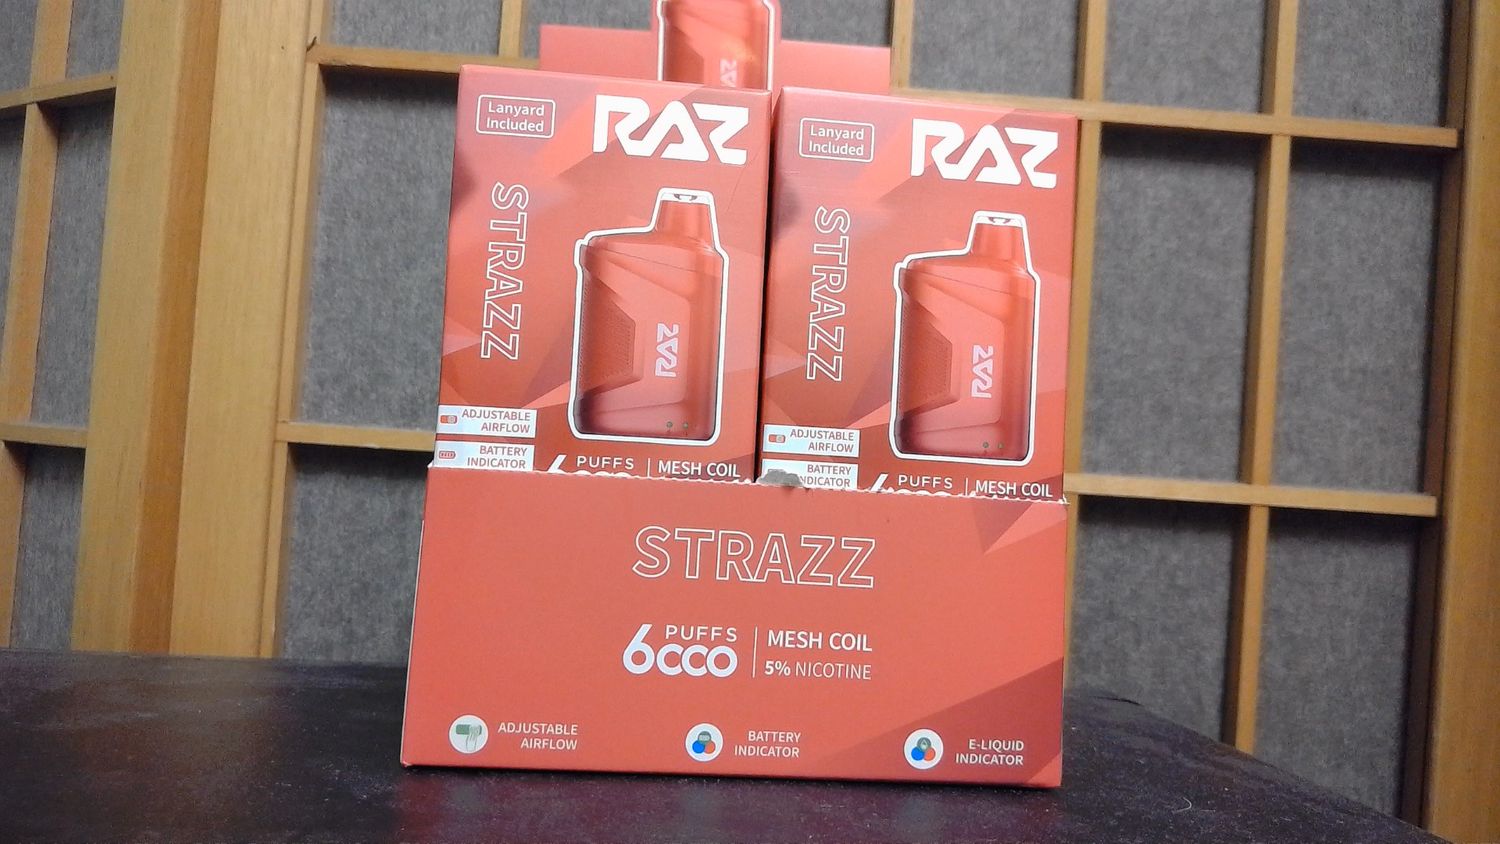 RAZ
Lanyard
Included
RAZ
STRAZZ
RAZ
ADJUSTABLE
AIRFLOW
BATTERY
INDICATOR
PUFFS
MESH COIL
Lanyard
Included
RAZ
STRAZZ
RAZ
ADJUSTABLE
AIRFLOW
BATTERY
INDICATOR
PUFFS
MESH COIL
STRAZZ
6000 PUFFS
MESH COIL
5% NICOTINE
ADJUSTABLE
AIRFLOW
BATTERY
INDICATOR
E-LIQUID
INDICATOR